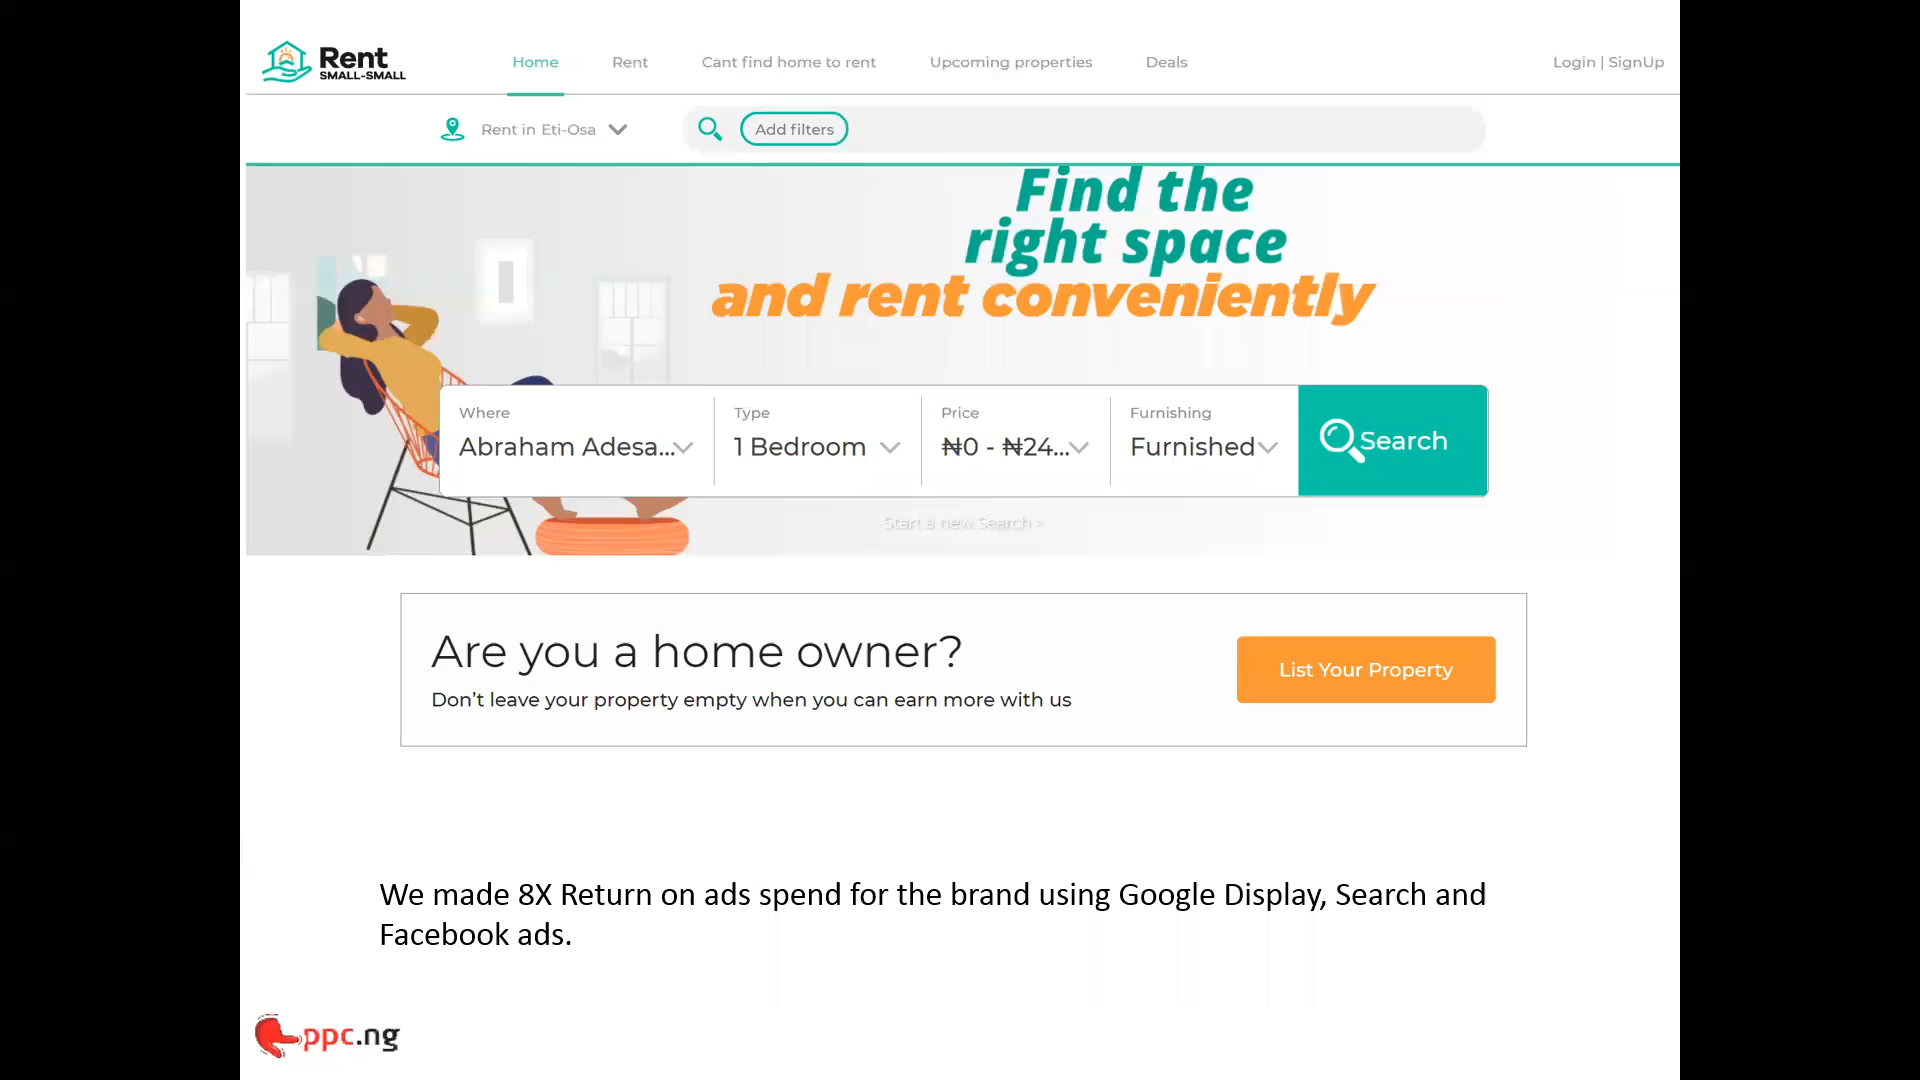 Rent
SMALL-SMALL
Home
Rent
Cant find home to rent
Upcoming properties
Deals
Login | SignUp
Rent in Eti-Osa
Add filters
Find the
right space
and rent conveniently
Where
Type
Price
Furnishing
Abraham Adesa...
1 Bedroom
₦0 - ₦24...
Furnished
Search
Start a new Search >
Are you a home owner?
Don’t leave your property empty when you can earn more with us
List Your Property
We made 8X Return on ads spend for the brand using Google Display, Search and
Facebook ads.
ppc.ng